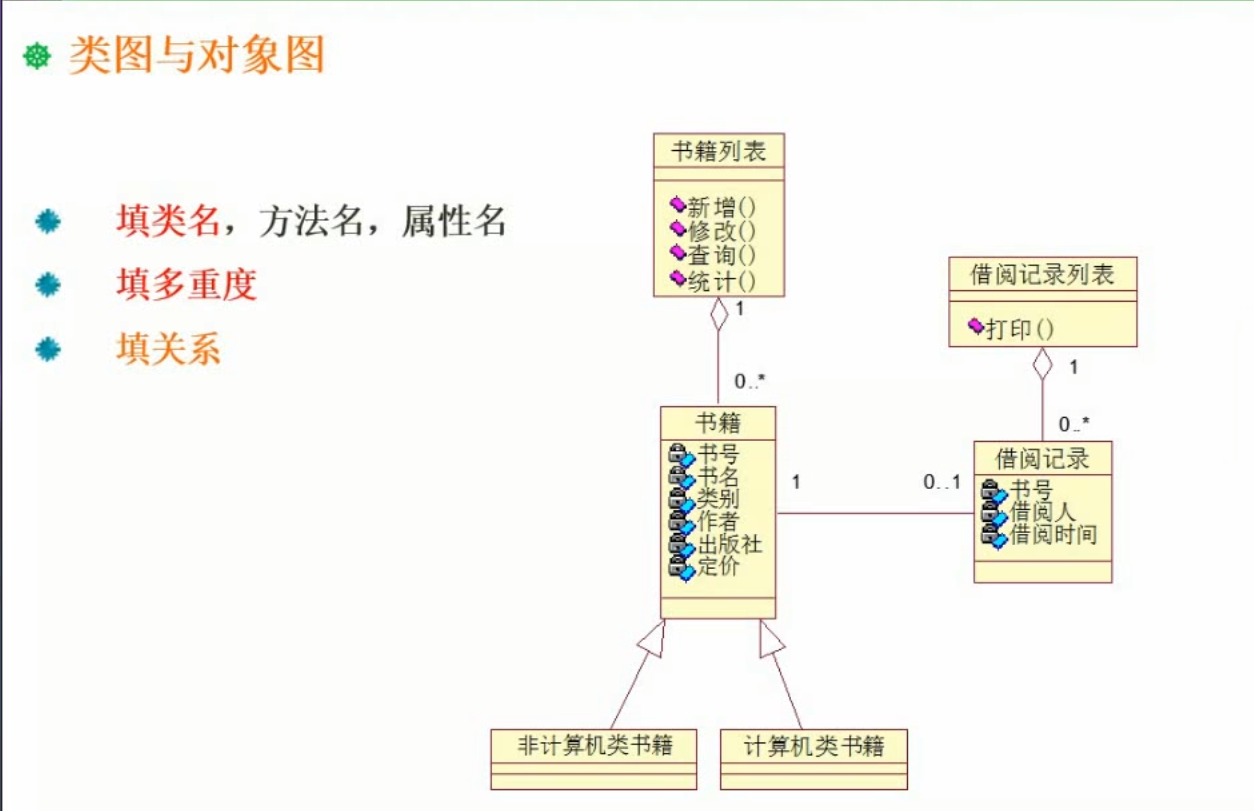 类图与对象图
填类名，方法名，属性名
填多重度
填关系
书籍列表
新增()
修改()
查询()
统计()
1
0..*
借阅记录列表
打印()
1
0..*
书籍
书号
书名
类别
作者
出版社
定价
1
0..1
借阅记录
书号
借阅人
借阅时间
非计算机类书籍
计算机类书籍